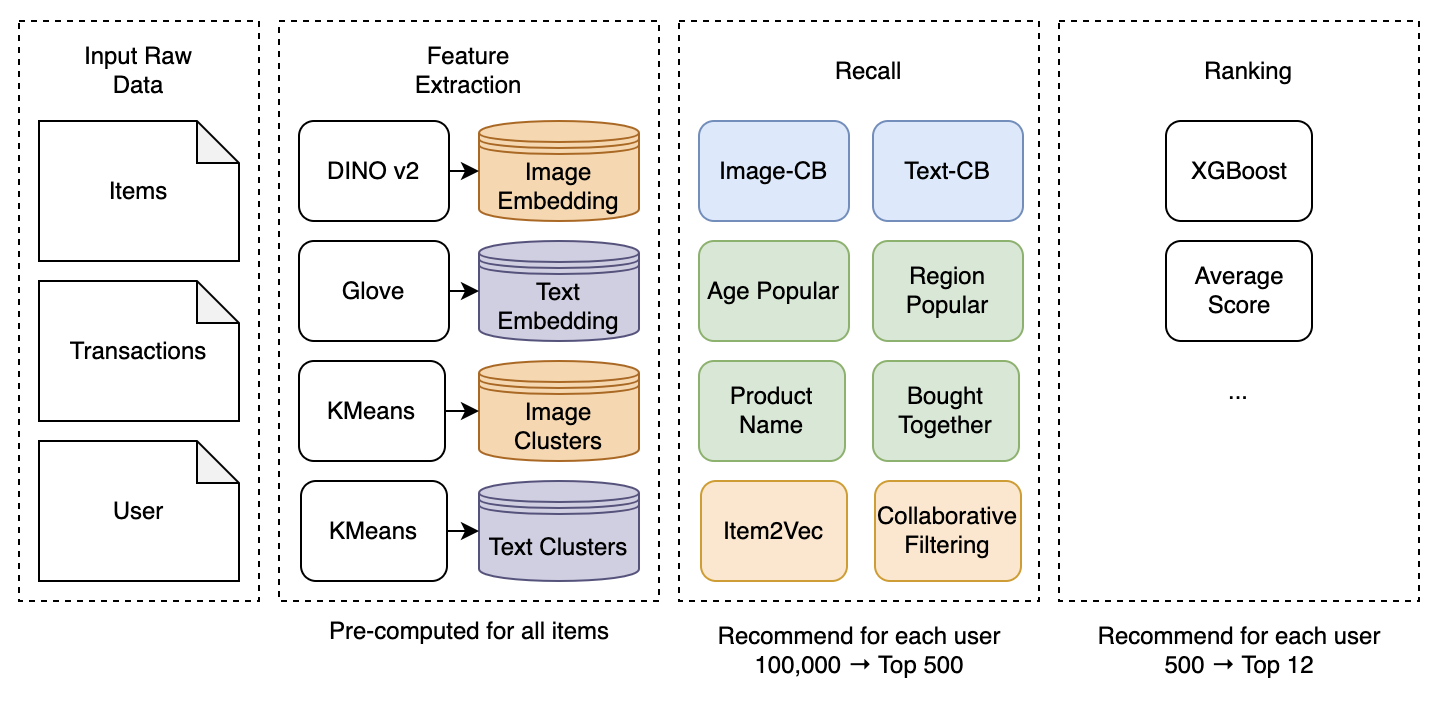 Input Raw
Data
Items
Transactions
User
Feature
Extraction
DINO v2
Image
Embedding
Glove
Text
Embedding
KMeans
Image
Clusters
KMeans
Text Clusters
Pre-computed for all items
Recall
Image-CB
Text-CB
Age Popular
Region
Popular
Product
Name
Bought
Together
Item2Vec
Collaborative
Filtering
Recommend for each user
100,000 → Top 500
Ranking
XGBoost
Average
Score
...
Recommend for each user
500 → Top 12